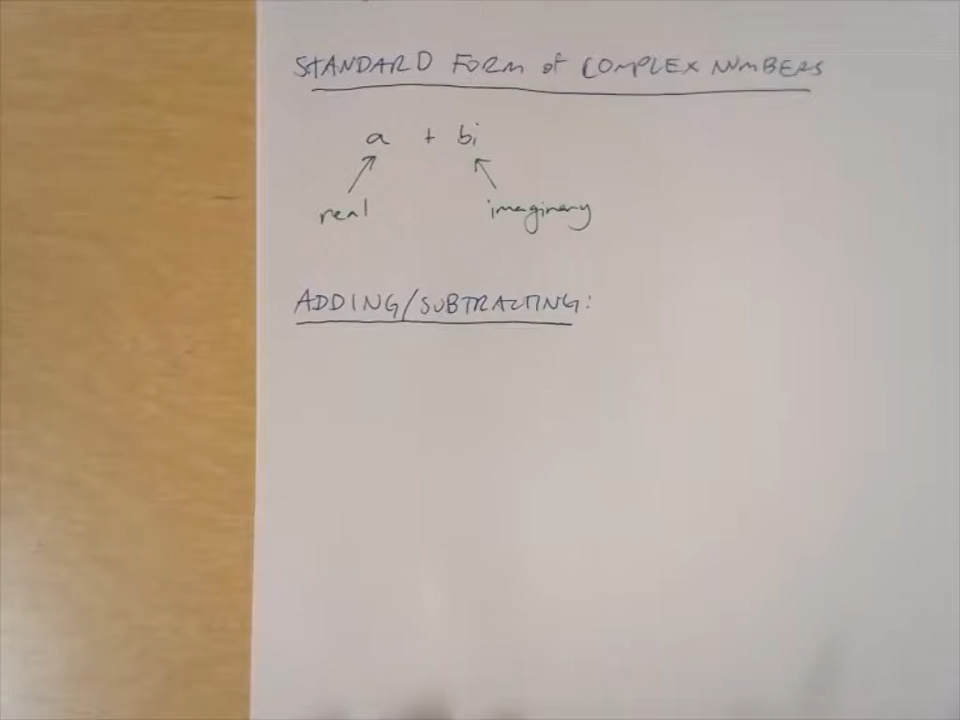 STANDARD FORM of COMPLEX NUMBERS
a + bi
real imaginary
ADDING/SUBTRACTING: